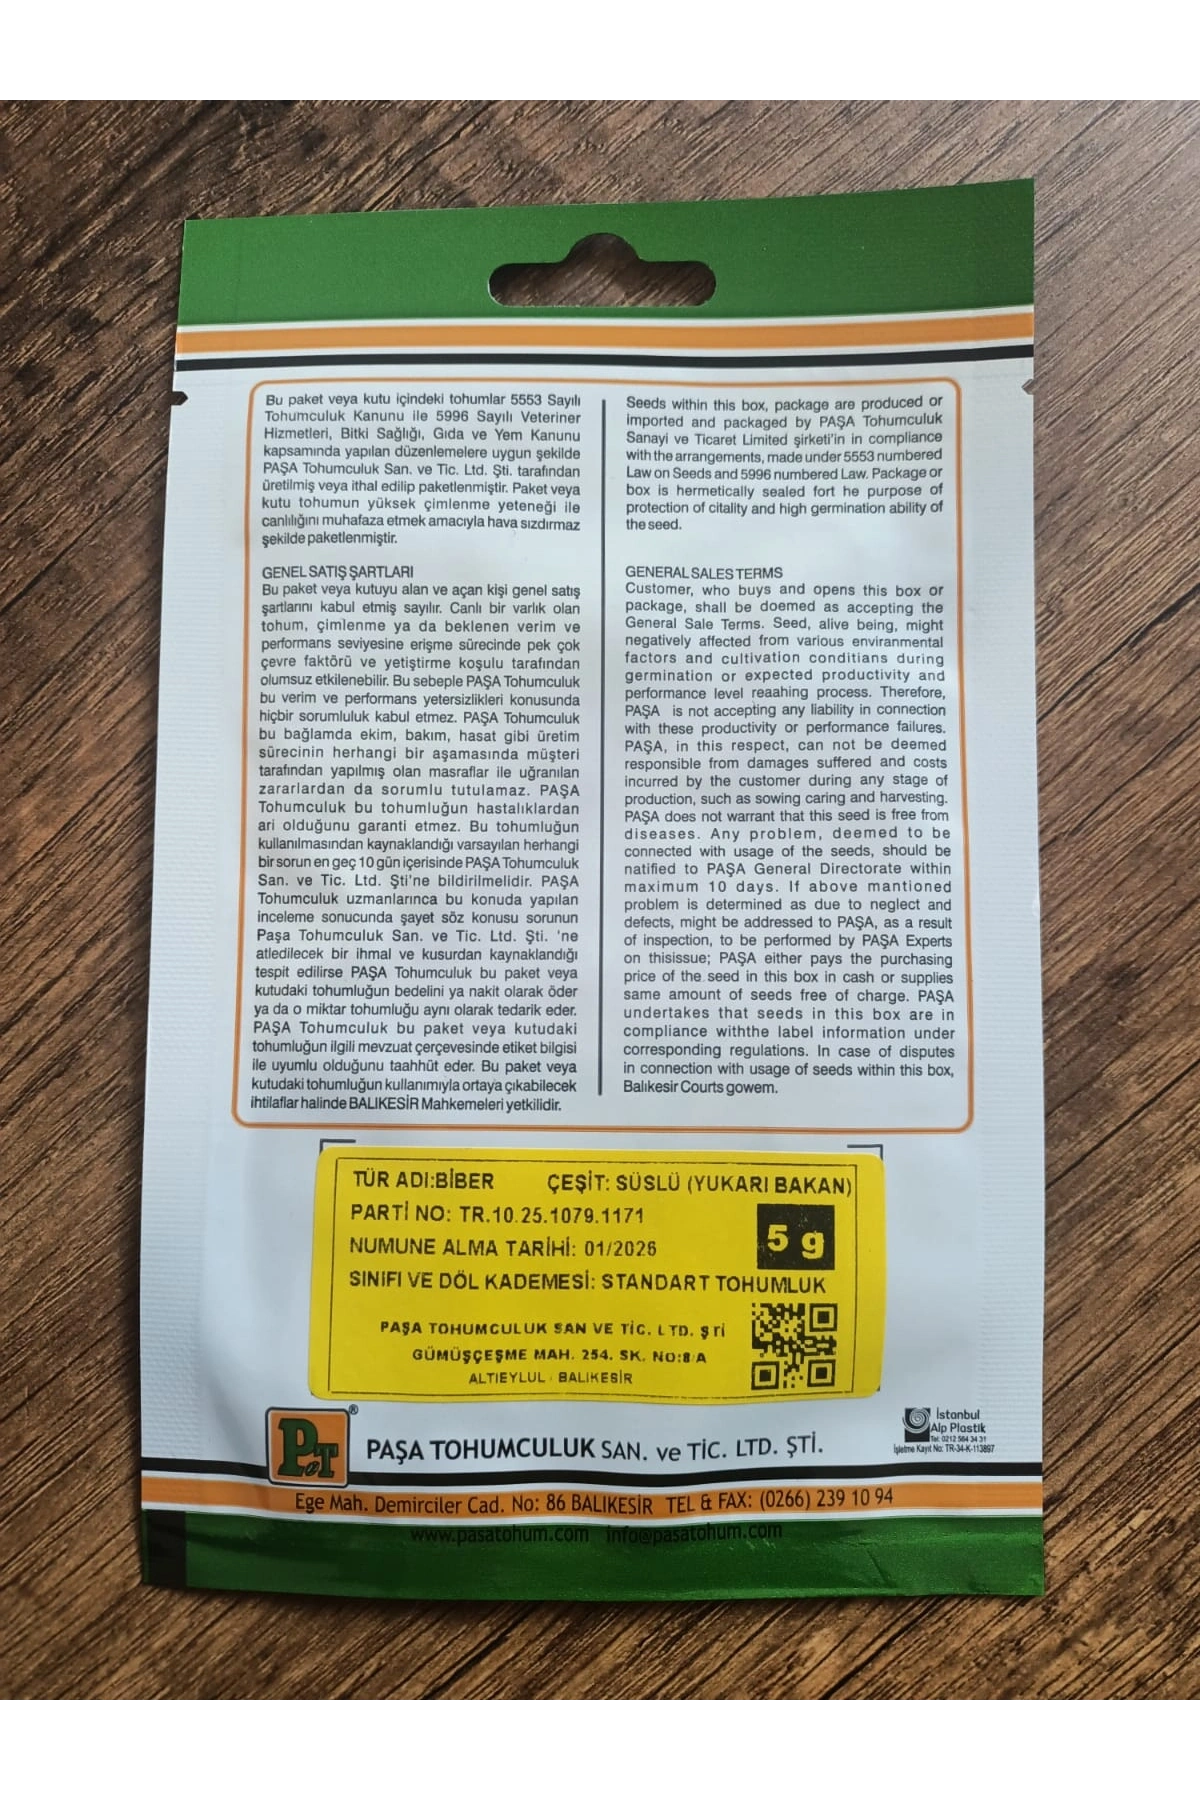 Bu paket veya kutu içindeki tohumlar 5553 Sayılı
Tohumculuk Kanunu ile 5996 Sayılı Veteriner
Hizmetleri, Bitki Sağlığı, Gıda ve Yem Kanunu
kapsamında yapılan düzenlemelere uygun şekilde
PAŞA Tohumculuk San. ve Tic. Ltd. Şti. tarafından
üretilmiş veya ithal edilip paketlenmiştir. Paket veya
kutu tohumun yüksek çimlenme yeteneği ile
canlılığını muhafaza etmek amacıyla hava sızdırmaz
şekilde paketlenmiştir.
GENEL SATIŞ ŞARTLARI
Bu paket veya kutuyu alan ve açan kişi genel satış
şartlarını kabul etmiş sayılır. Canlı bir varlık olan
tohum, çimlenme ya da beklenen verim ve
performans seviyesine erişme sürecinde pek çok
çevre faktörü ve yetiştirme koşulu tarafından
olumsuz etkilenebilir. Bu sebeple PAŞA Tohumculuk
bu verim ve performans yetersizlikleri konusunda
hiçbir sorumluluk kabul etmez. PAŞA Tohumculuk
bu bağlamda ekim, bakım, hasat gibi üretim
sürecinin herhangi bir aşamasında müşteri
tarafından yapılmış olan masraflar ile uğranılan
zararlardan da sorumlu tutulamaz. PAŞA
Tohumculuk bu tohumluğun hastalıklardan
ari olduğunu garanti etmez. Bu tohumluğun
kullanılmasından kaynaklandığı varsayılan herhangi
bir sorun en geç 10 gün içerisinde PAŞA Tohumculuk
San. ve Tic. Ltd. Şti'ne bildirilmelidir. PAŞA
Tohumculuk uzmanlarınca bu konuda yapılan
inceleme sonucunda şayet söz konusu sorunun
Paşa Tohumculuk San. ve Tic. Ltd. Şti. 'ne
atledilecek bir ihmal ve kusurdan kaynaklandığı
tespit edilirse PAŞA Tohumculuk bu paket veya
kutudaki tohumluğun bedelini ya nakit olarak öder
ya da o miktar tohumluğu aynı olarak tedarik eder.
PAŞA Tohumculuk bu paket veya kutudaki
tohumluğun ilgili mevzuat çerçevesinde etiket bilgisi
ile uyumlu olduğunu taahhüt eder. Bu paket veya
kutudaki tohumluğun kullanımıyla ortaya çıkabilecek
ihtilaflar halinde BALIKESİR Mahkemeleri yetkilidir.
Seeds within this box, package are produced or
imported and packaged by PAŞA Tohumculuk
Sanayi ve Ticaret Limited şirketi'in in compliance
with the arrangements, made under 5553 numbered
Law on Seeds and 5996 numbered Law. Package or
box is hermetically sealed fort he purpose of
protection of citality and high germination ability of
the seed.
GENERAL SALES TERMS
Customer, who buys and opens this box or
package, shall be doemed as accepting the
General Sale Terms. Seed, alive being, might
negatively affected from various enviranmental
factors and cultivation conditians during
germination or expected productivity and
performance level reaahing process. Therefore,
PAŞA is not accepting any liability in connection
with these productivity or performance failures.
PAŞA, in this respect, can not be deemed
responsible from damages suffered and costs
incurred by the customer during any stage of
production, such as sowing caring and harvesting.
PAŞA does not warrant that this seed is free from
diseases. Any problem, deemed to be
connected with usage of the seeds, should be
natified to PAŞA General Directorate within
maximum 10 days. If above mantioned
problem is determined as due to neglect and
defects, might be addressed to PAŞA, as a result
of inspection, to be performed by PAŞA Experts
on thisissue; PAŞA either pays the purchasing
price of the seed in this box in cash or supplies
same amount of seeds free of charge. PAŞA
undertakes that seeds in this box are in
compliance withthe label information under
corresponding regulations. In case of disputes
in connection with usage of seeds within this box,
Balıkesir Courts gowem.
TÜR ADI:BİBER ÇEŞİT: SÜSLÜ (YUKARI BAKAN)
PARTİ NO: TR.10.25.1079.1171
5 g
NUMUNE ALMA TARİHİ: 01/2026
SINIFI VE DÖL KADEMESİ: STANDART TOHUMLUK
PAŞA TOHUMCULUK SAN VE TİC. LTD. ŞTİ
GÜMÜŞÇEŞME MAH. 254. SK. NO:8/A
ALTIEYLUL / BALIKESİR
PT ®
PAŞA TOHUMCULUK SAN. ve TİC. LTD. ŞTİ.
İstanbul
Alp Plastik
Tel: 0212 564 34 31
İşletme Kayıt No: TR-34-K-113897
Ege Mah. Demirciler Cad. No: 86 BALIKESİR TEL & FAX: (0266) 239 10 94
www.pasatohum.com info@pasatohum.com